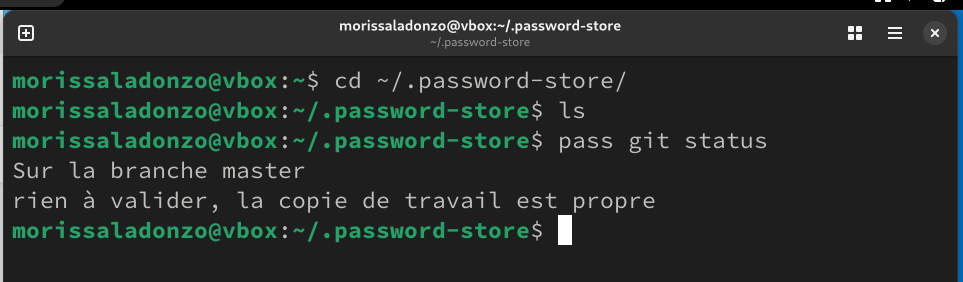 morissaladonzo@vbox:~/.password-store
~/.password-store
morissaladonzo@vbox:~$ cd ~/.password-store/
morissaladonzo@vbox:~/.password-store$ ls
morissaladonzo@vbox:~/.password-store$ pass git status
Sur la branche master
rien à valider, la copie de travail est propre
morissaladonzo@vbox:~/.password-store$